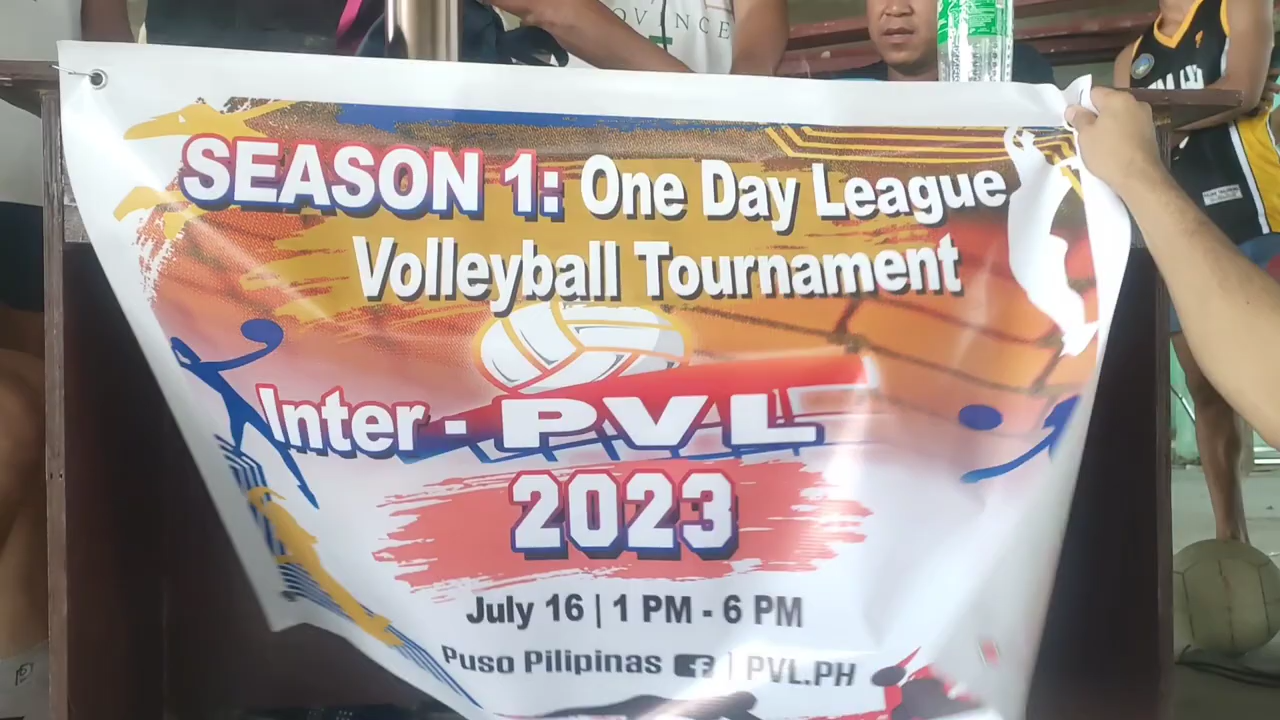 OVINCE
SEASON 1: One Day League
Volleyball Tournament
Inter - PVL
2023
July 16 | 1 PM - 6 PM
Puso Pilipinas f | PVL.PH